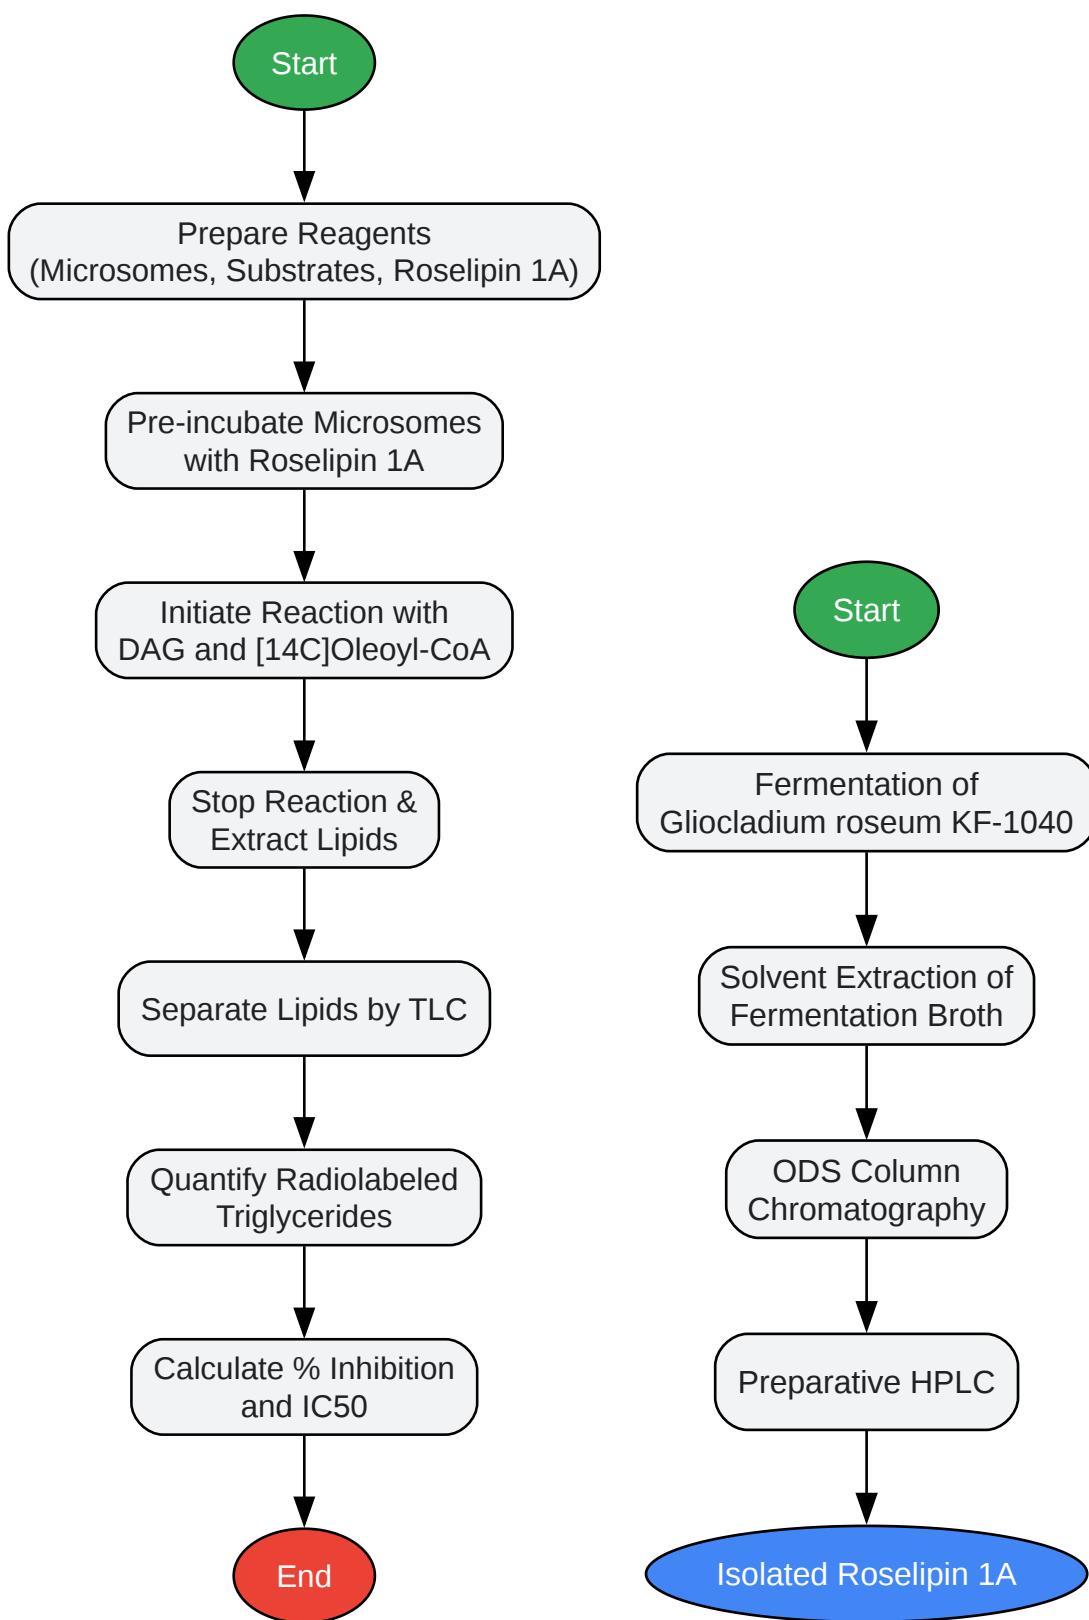 Start
Prepare Reagents
(Microsomes, Substrates, Roselipin 1A)
Pre-incubate Microsomes
with Roselipin 1A
Initiate Reaction with
DAG and [14C]Oleoyl-CoA
Stop Reaction &
Extract Lipids
Separate Lipids by TLC
Quantify Radiolabeled
Triglycerides
Calculate % Inhibition
and IC50
End
Start
Fermentation of
Gliocladium roseum KF-1040
Solvent Extraction of
Fermentation Broth
ODS Column
Chromatography
Preparative HPLC
Isolated Roselipin 1A